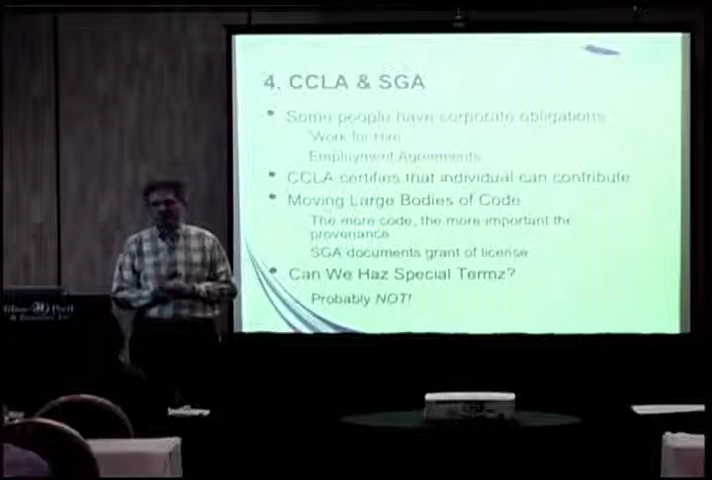 4. CCLA & SGA
Some people have corporate obligations
Work for Hire
Employment Agreements
CCLA certifies that individual can contribute
Moving Large Bodies of Code
The more code, the more important the
provenance
SGA documents grant of license
Can We Haz Special Termz?
Probably NOT!